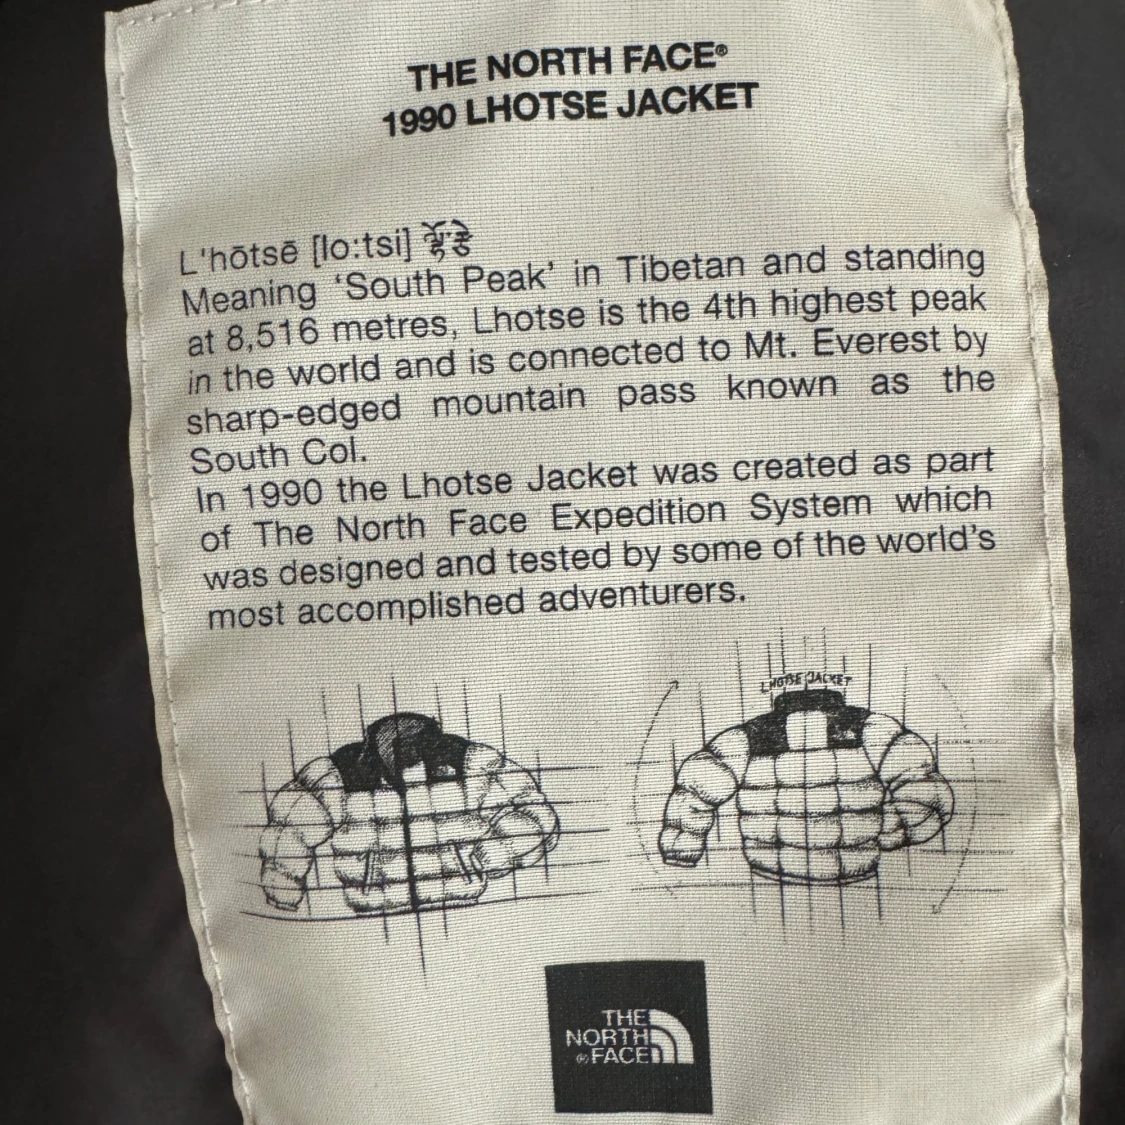 THE NORTH FACE®
1990 LHOTSE JACKET
L'hōtsē [lo:tsi]
Meaning ‘South Peak’ in Tibetan and standing
at 8,516 metres, Lhotse is the 4th highest peak
in the world and is connected to Mt. Everest by
sharp-edged mountain pass known as the
South Col.
In 1990 the Lhotse Jacket was created as part
of The North Face Expedition System which
was designed and tested by some of the world’s
most accomplished adventurers.
LHOTSE JACKET
THE
NORTH
®FACE